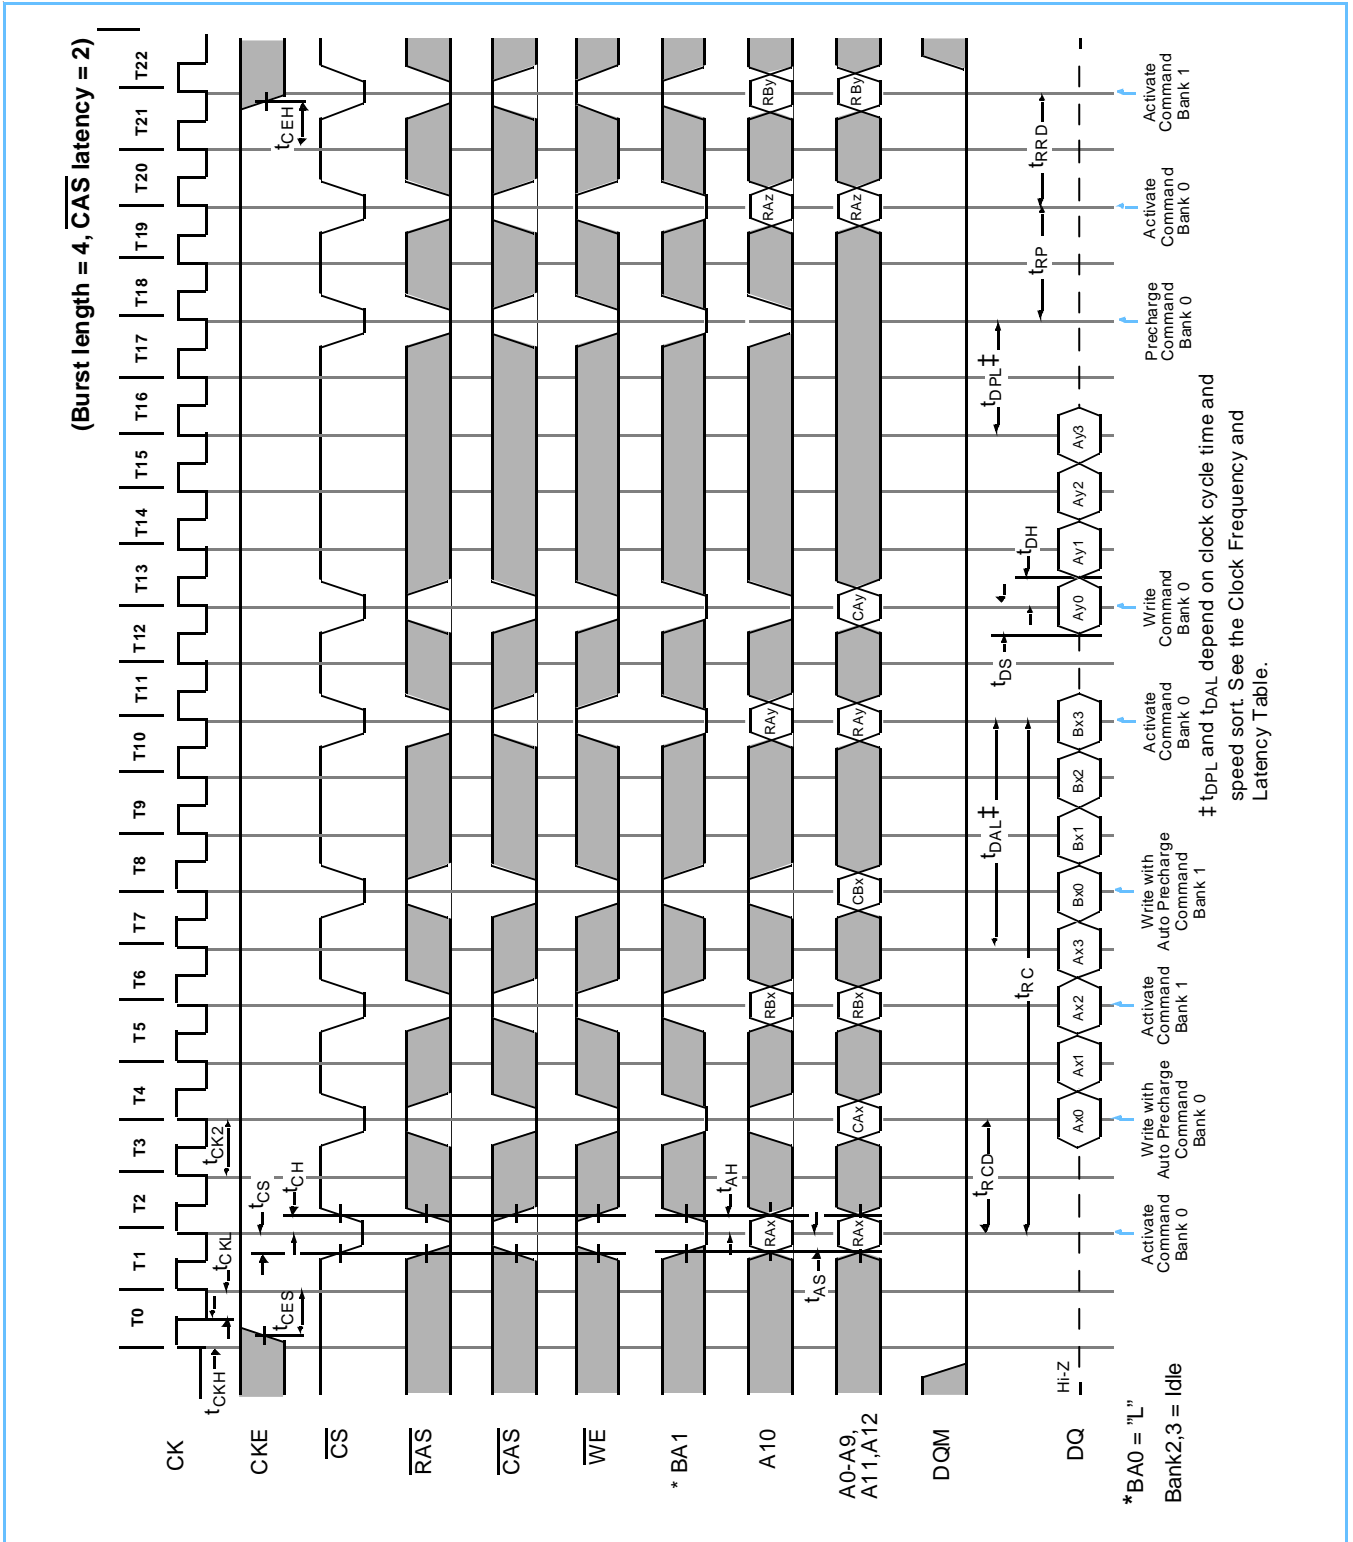 (Burst length = 4, CAS latency = 2)
T0 T1 T2 T3 T4 T5 T6 T7 T8 T9 T10 T11 T12 T13 T14 T15 T16 T17 T18 T19 T20 T21 T22
CK
tCKH tCKL tCK2
CKE
tCES tCEH
CS
tCS tCH
RAS
CAS
WE
* BA1
A10
RAx RBx RAy RAz RBy
tAH
A0-A9,
A11,A12
RAx CAx RBx CBx RAy CAy RAz RBy
tAS
DQM
tRCD tDAL‡ tDS tDPL‡
tRC tDH tRP tRRD
DQ
Hi-Z Ax0 Ax1 Ax2 Ax3 Bx0 Bx1 Bx2 Bx3 Ay0 Ay1 Ay2 Ay3
Activate
Command
Bank 0
Write with
Auto Precharge
Command
Bank 0
Activate
Command
Bank 1
Write with
Auto Precharge
Command
Bank 1
Activate
Command
Bank 0
Write
Command
Bank 0
Precharge
Command
Bank 0
Activate
Command
Bank 0
Activate
Command
Bank 1
*BA0 = "L"
Bank2,3 = Idle
‡ tDPL and tDAL depend on clock cycle time and
speed sort. See the Clock Frequency and
Latency Table.